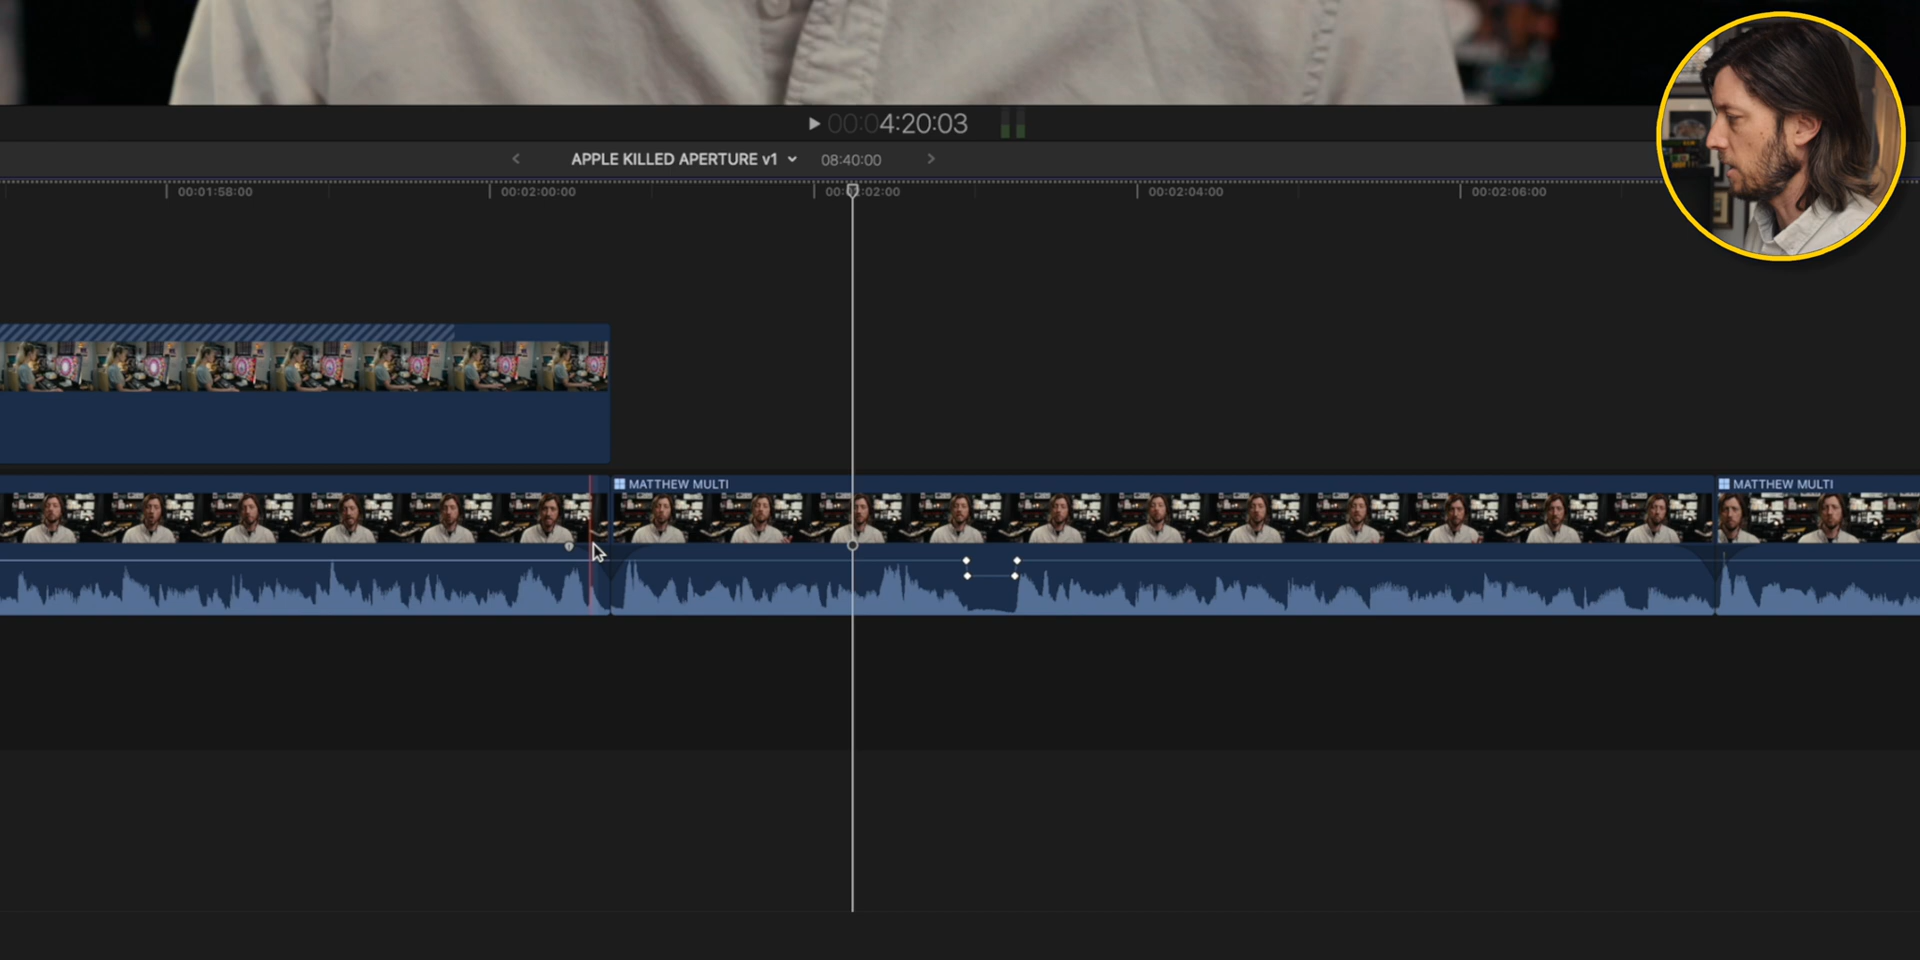 00:04:20:03
APPLE KILLED APERTURE v1 08:40:00
00:01:58:00 00:02:00:00 00:02:02:00 00:02:04:00 00:02:06:00
MATTHEW MULTI MATTHEW MULTI